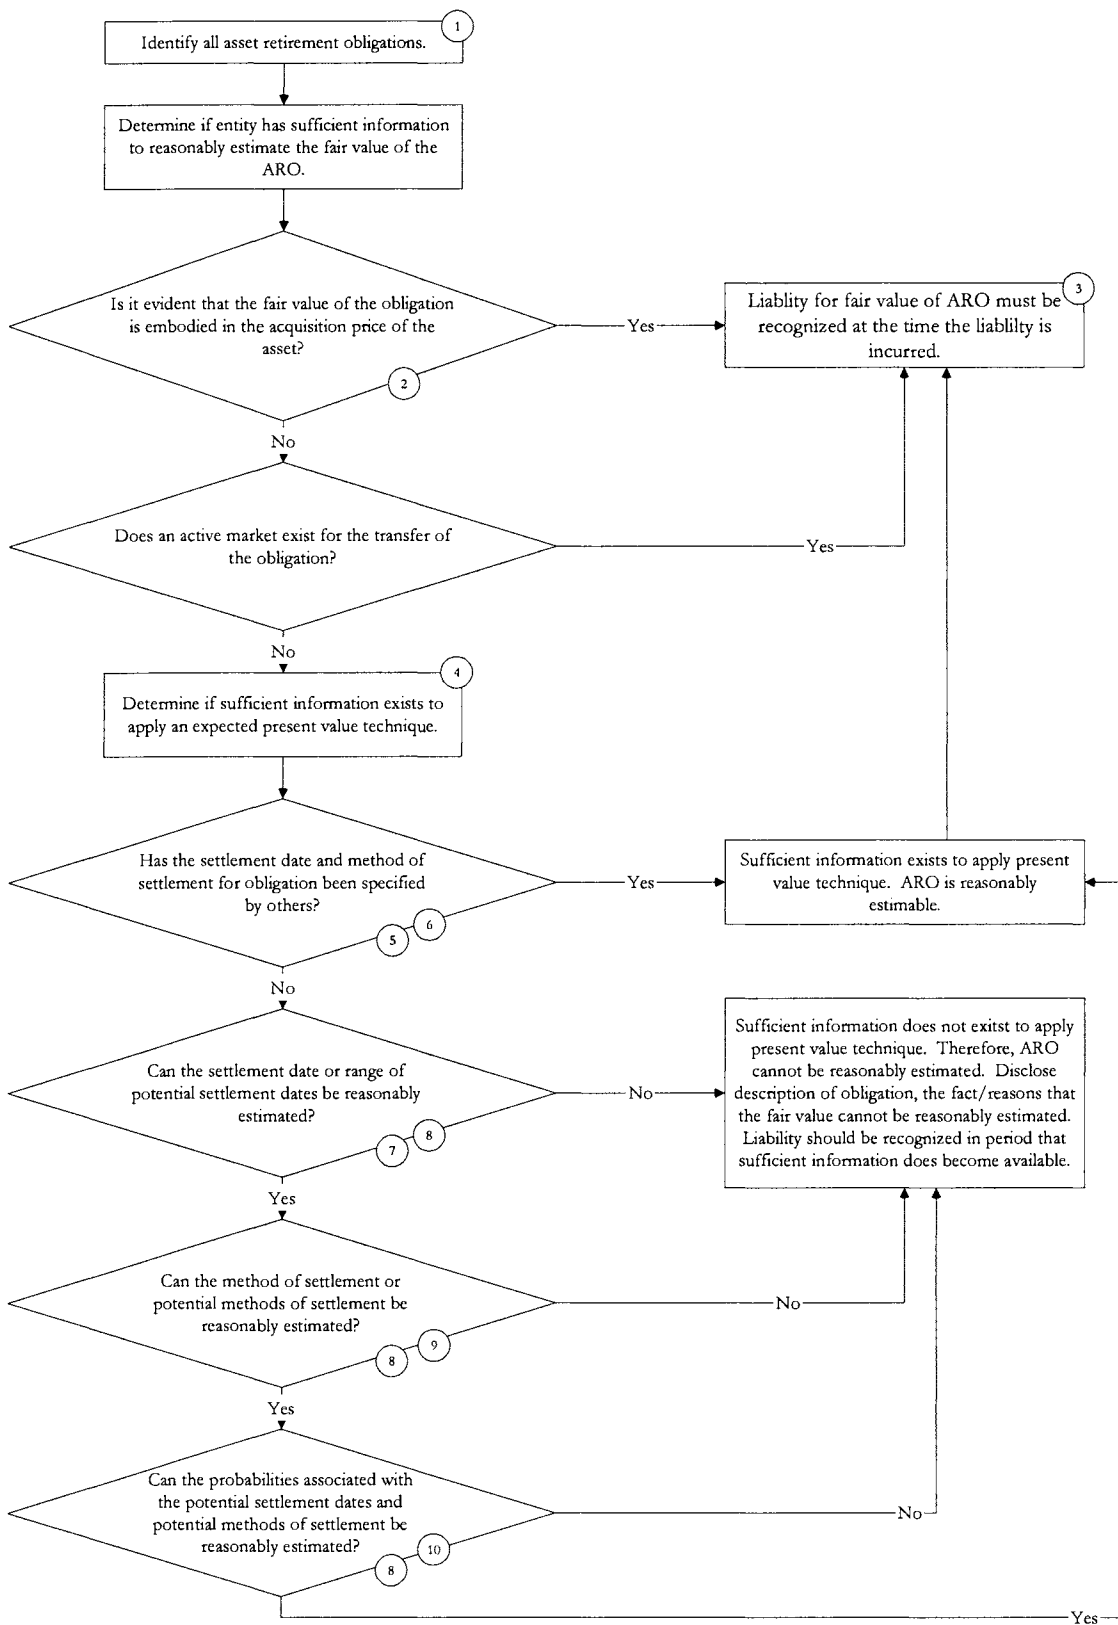 1
Identify all asset retirement obligations.
Determine if entity has sufficient information
to reasonably estimate the fair value of the
ARO.
Is it evident that the fair value of the obligation
is embodied in the acquisition price of the
asset?
2
Yes
3
Liablity for fair value of ARO must be
recognized at the time the liablilty is
incurred.
No
Does an active market exist for the transfer of
the obligation?
Yes
No
4
Determine if sufficient information exists to
apply an expected present value technique.
Has the settlement date and method of
settlement for obligation been specified
by others?
5
6
Yes
Sufficient information exists to apply present
value technique. ARO is reasonably
estimable.
No
Can the settlement date or range of
potential settlement dates be reasonably
estimated?
7
8
No
Sufficient information does not exitst to apply
present value technique. Therefore, ARO
cannot be reasonably estimated. Disclose
description of obligation, the fact/reasons that
the fair value cannot be reasonably estimated.
Liability should be recognized in period that
sufficient information does become available.
Yes
Can the method of settlement or
potential methods of settlement be
reasonably estimated?
8
9
No
Yes
Can the probabilities associated with
the potential settlement dates and
potential methods of settlement be
reasonably estimated?
8
10
No
Yes